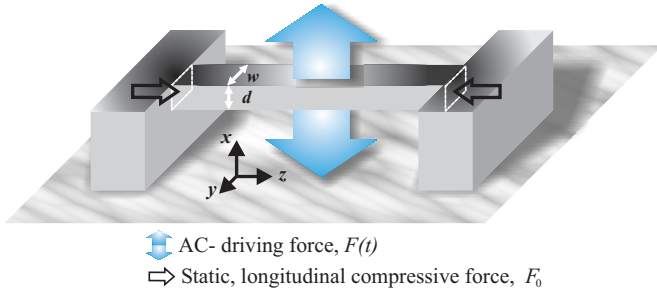 w
d
x
y
z
AC- driving force, F(t)
Static, longitudinal compressive force, F₀